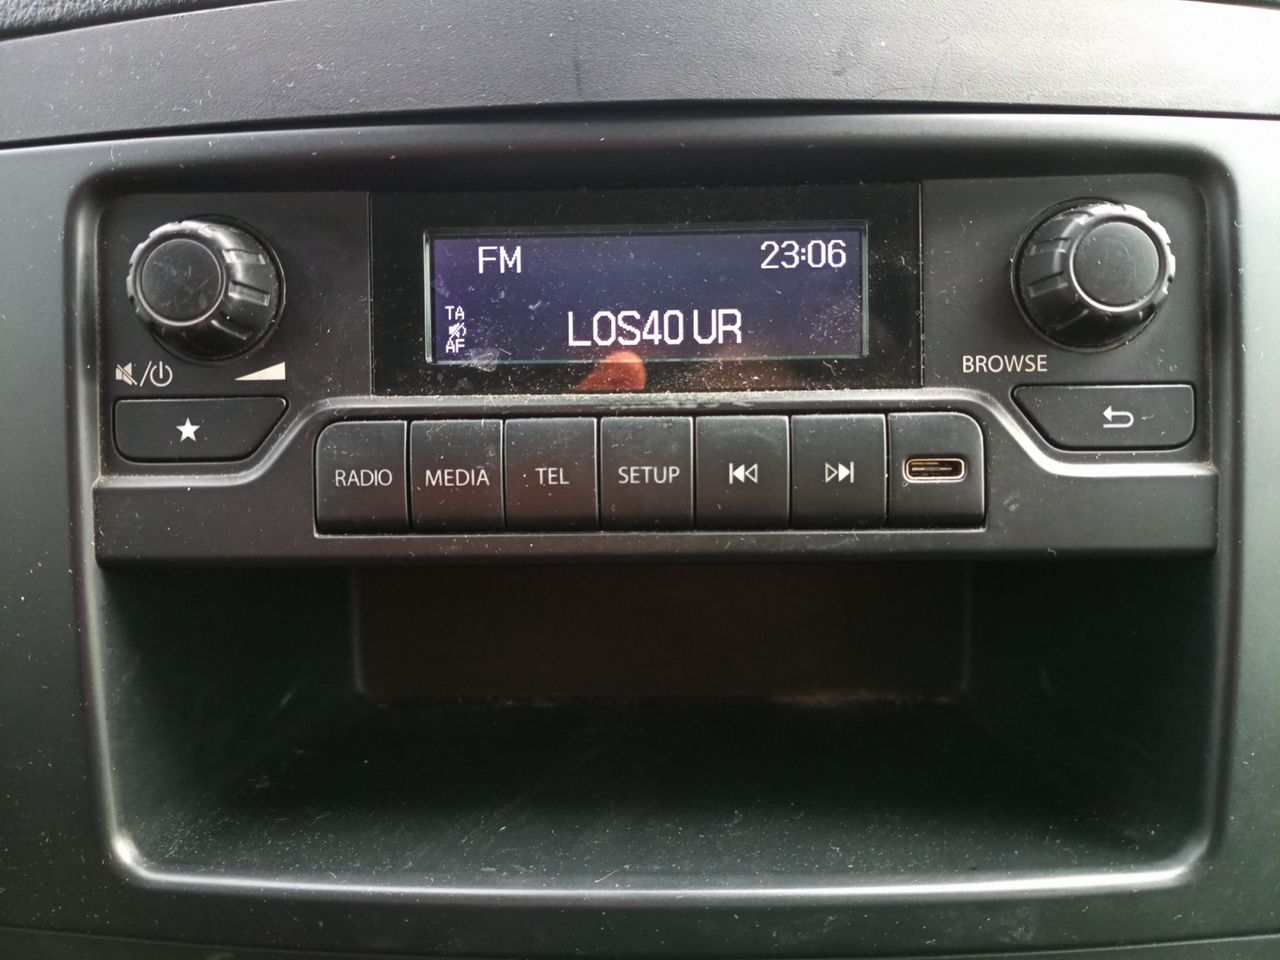 FM 23:06
TA
AF
LOS40 UR
BROWSE
RADIO MEDIA TEL SETUP